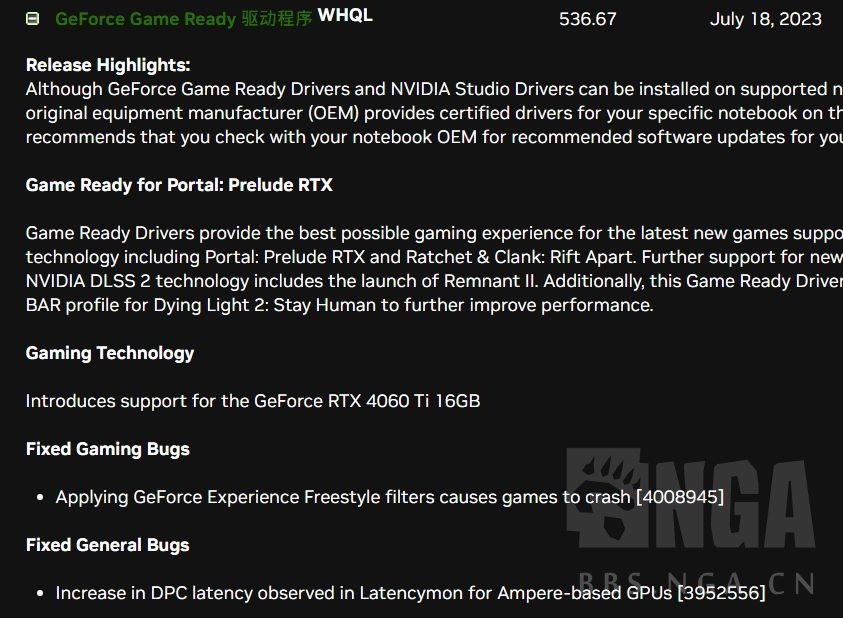 GeForce Game Ready 驱动程序 WHQL 536.67 July 18, 2023
Release Highlights:
Although GeForce Game Ready Drivers and NVIDIA Studio Drivers can be installed on supported n
original equipment manufacturer (OEM) provides certified drivers for your specific notebook on th
recommends that you check with your notebook OEM for recommended software updates for you
Game Ready for Portal: Prelude RTX
Game Ready Drivers provide the best possible gaming experience for the latest new games suppo
technology including Portal: Prelude RTX and Ratchet & Clank: Rift Apart. Further support for new
NVIDIA DLSS 2 technology includes the launch of Remnant II. Additionally, this Game Ready Driver
BAR profile for Dying Light 2: Stay Human to further improve performance.
Gaming Technology
Introduces support for the GeForce RTX 4060 Ti 16GB
Fixed Gaming Bugs
• Applying GeForce Experience Freestyle filters causes games to crash [4008945]
Fixed General Bugs
• Increase in DPC latency observed in Latencymon for Ampere-based GPUs [3952556]
NGA
BBS.NGA.CN